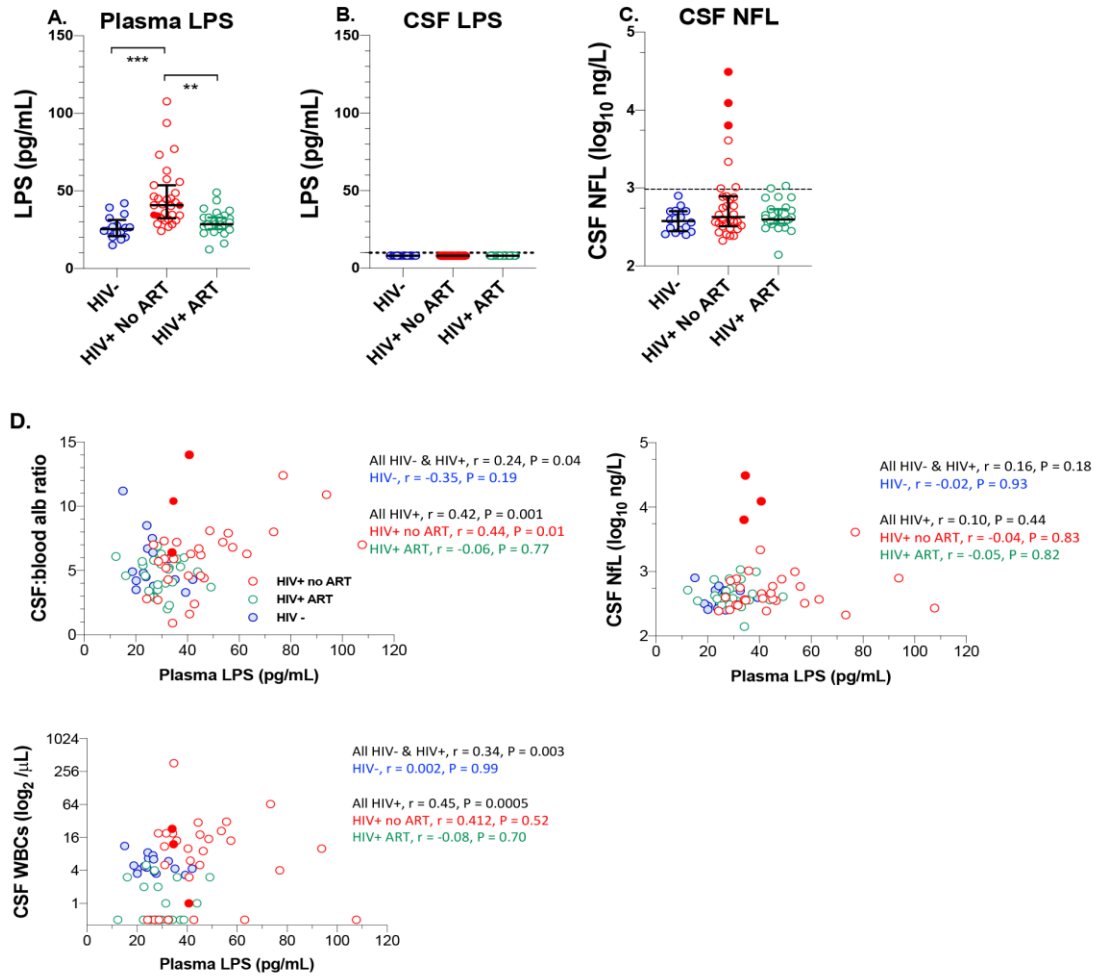 A.
Plasma LPS
LPS (pg/mL)
150
100
50
0
***
**
HIV-
HIV+ No ART
HIV+ ART
B.
CSF LPS
LPS (pg/mL)
150
100
50
0
HIV-
HIV+ No ART
HIV+ ART
C.
CSF NFL
CSF NFL (log10 ng/L)
5
4
3
2
HIV-
HIV+ No ART
HIV+ ART
D.
CSF:blood alb ratio
15
10
5
0
0 20 40 60 80 100 120
Plasma LPS (pg/mL)
HIV+ no ART
HIV+ ART
HIV -
All HIV- & HIV+, r = 0.24, P = 0.04
HIV-, r = -0.35, P = 0.19
All HIV+, r = 0.42, P = 0.001
HIV+ no ART, r = 0.44, P = 0.01
HIV+ ART, r = -0.06, P = 0.77
CSF NfL (log10 ng/L)
5
4
3
2
0 20 40 60 80 100 120
Plasma LPS (pg/mL)
All HIV- & HIV+, r = 0.16, P = 0.18
HIV-, r = -0.02, P = 0.93
All HIV+, r = 0.10, P = 0.44
HIV+ no ART, r = -0.04, P = 0.83
HIV+ ART, r = -0.05, P = 0.82
CSF WBCs (log2 /μL)
1024
256
64
16
4
1
0 20 40 60 80 100 120
Plasma LPS (pg/mL)
All HIV- & HIV+, r = 0.34, P = 0.003
HIV-, r = 0.002, P = 0.99
All HIV+, r = 0.45, P = 0.0005
HIV+ no ART, r = 0.412, P = 0.52
HIV+ ART, r = -0.08, P = 0.70